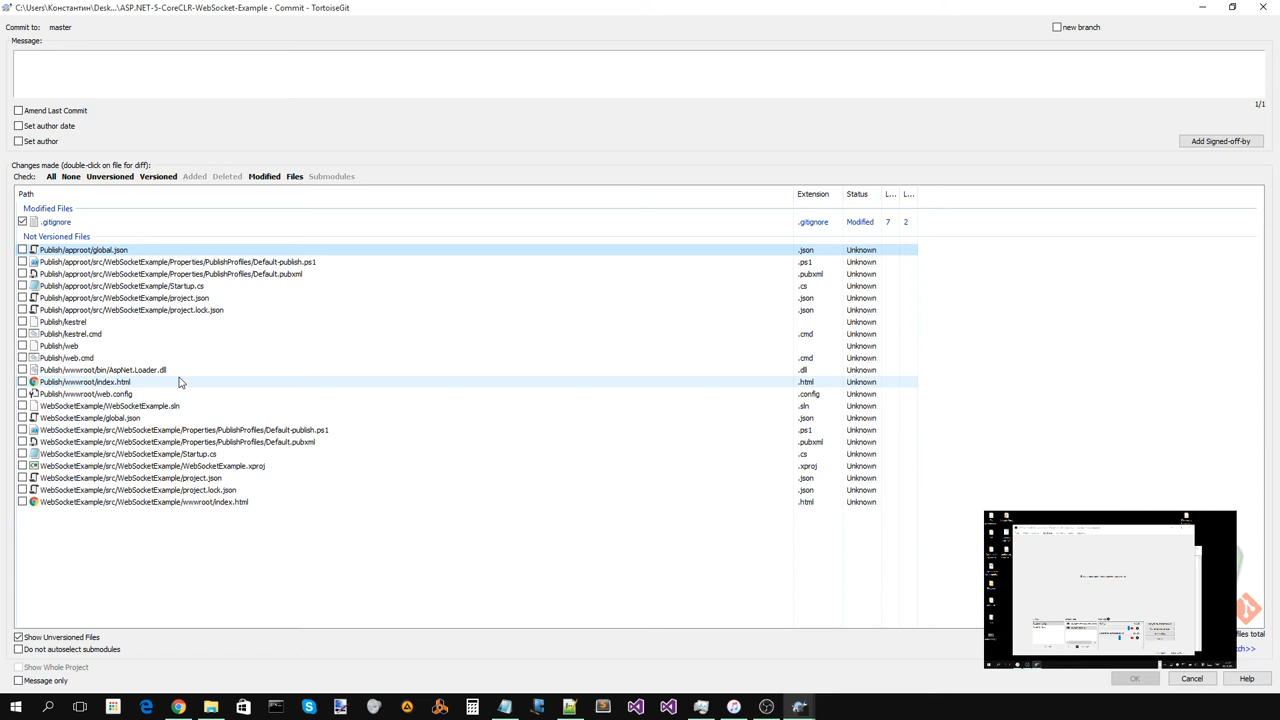 C:\Users\Константин\Desk...\ASP.NET-5-CoreCLR-WebSocket-Example - Commit - TortoiseGit
Commit to: master
new branch
Message:
1/1
Amend Last Commit
Set author date
Set author
Add Signed-off-by
Changes made (double-click on file for diff):
Check: All None Unversioned Versioned Added Deleted Modified Files Submodules
Path Extension Status L... L...
Modified Files
.gitignore .gitignore Modified 7 2
Not Versioned Files
Publish/approot/global.json .json Unknown
Publish/approot/src/WebSocketExample/Properties/PublishProfiles/Default-publish.ps1 .ps1 Unknown
Publish/approot/src/WebSocketExample/Properties/PublishProfiles/Default.pubxml .pubxml Unknown
Publish/approot/src/WebSocketExample/Startup.cs .cs Unknown
Publish/approot/src/WebSocketExample/project.json .json Unknown
Publish/approot/src/WebSocketExample/project.lock.json .json Unknown
Publish/kestrel Unknown
Publish/kestrel.cmd .cmd Unknown
Publish/web Unknown
Publish/web.cmd .cmd Unknown
Publish/wwwroot/bin/AspNet.Loader.dll .dll Unknown
Publish/wwwroot/index.html .html Unknown
Publish/wwwroot/web.config .config Unknown
WebSocketExample/WebSocketExample.sln .sln Unknown
WebSocketExample/global.json .json Unknown
WebSocketExample/src/WebSocketExample/Properties/PublishProfiles/Default-publish.ps1 .ps1 Unknown
WebSocketExample/src/WebSocketExample/Properties/PublishProfiles/Default.pubxml .pubxml Unknown
WebSocketExample/src/WebSocketExample/Startup.cs .cs Unknown
WebSocketExample/src/WebSocketExample/WebSocketExample.xproj .xproj Unknown
WebSocketExample/src/WebSocketExample/project.json .json Unknown
WebSocketExample/src/WebSocketExample/project.lock.json .json Unknown
WebSocketExample/src/WebSocketExample/wwwroot/index.html .html Unknown
Show Unversioned Files
files total
Do not autoselect submodules
Show Whole Project
Message only
OK Cancel Help